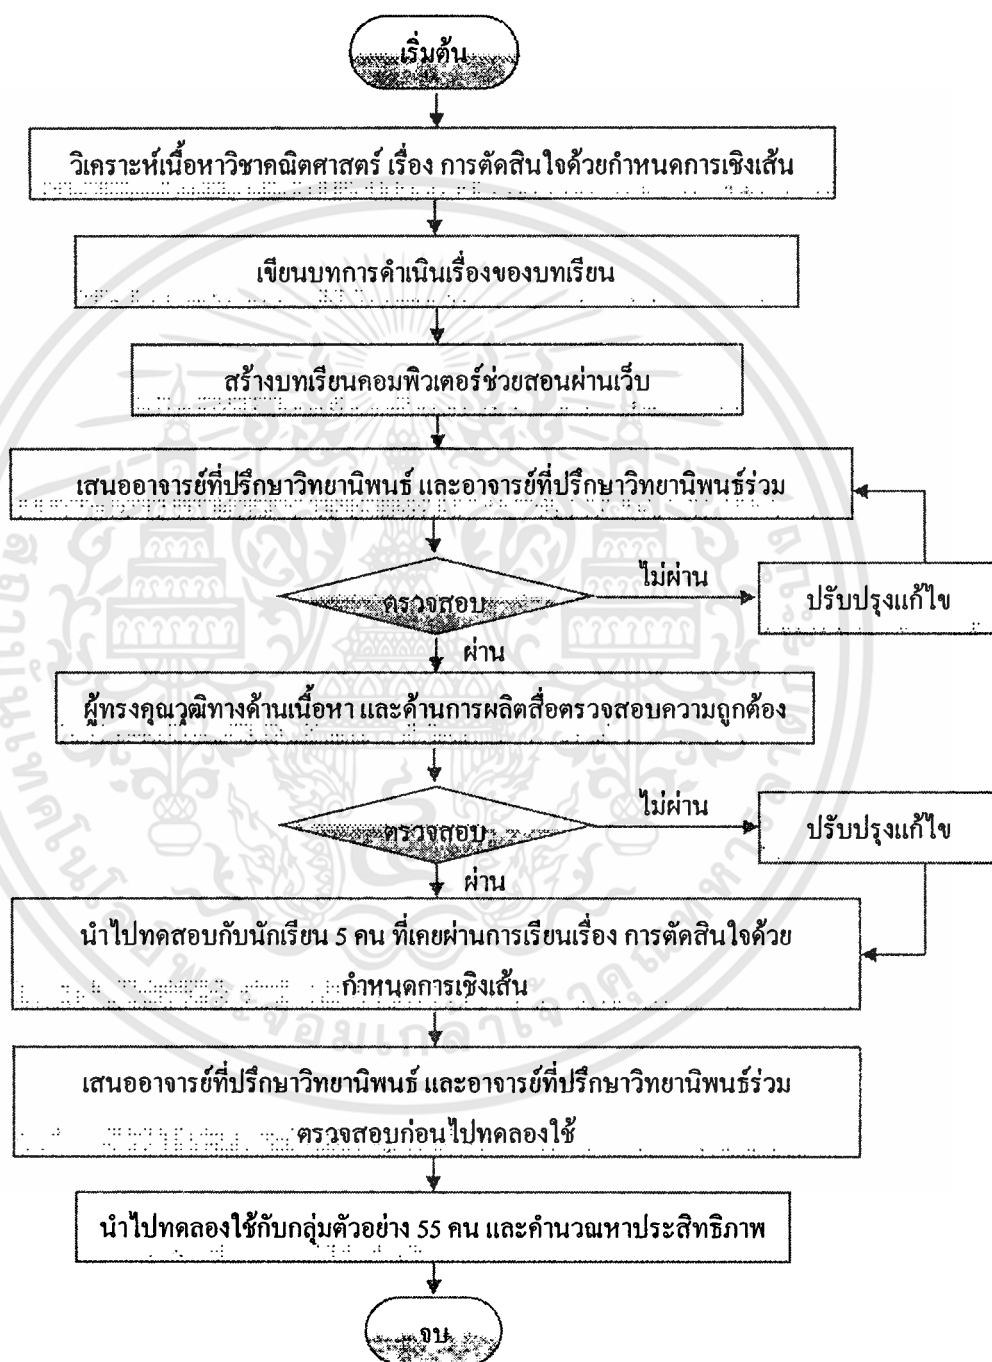 เริ่มต้น
วิเคราะห์เนื้อหาวิชาคณิตศาสตร์ เรื่อง การตัดสินใจด้วยกำหนดการเชิงเส้น
เขียนบทการดำเนินเรื่องของบทเรียน
สร้างบทเรียนคอมพิวเตอร์ช่วยสอนผ่านเว็บ
เสนออาจารย์ที่ปรึกษาวิทยานิพนธ์ และอาจารย์ที่ปรึกษาวิทยานิพนธ์ร่วม
ตรวจสอบ
ไม่ผ่าน
ปรับปรุงแก้ไข
ผ่าน
ผู้ทรงคุณวุฒิทางด้านเนื้อหา และด้านการผลิตสื่อตรวจสอบความถูกต้อง
ตรวจสอบ
ไม่ผ่าน
ปรับปรุงแก้ไข
ผ่าน
นำไปทดสอบกับนักเรียน 5 คน ที่เคยผ่านการเรียนเรื่อง การตัดสินใจด้วย
กำหนดการเชิงเส้น
เสนออาจารย์ที่ปรึกษาวิทยานิพนธ์ และอาจารย์ที่ปรึกษาวิทยานิพนธ์ร่วม
ตรวจสอบก่อนไปทดลองใช้
นำไปทดลองใช้กับกลุ่มตัวอย่าง 55 คน และคำนวณหาประสิทธิภาพ
จบ